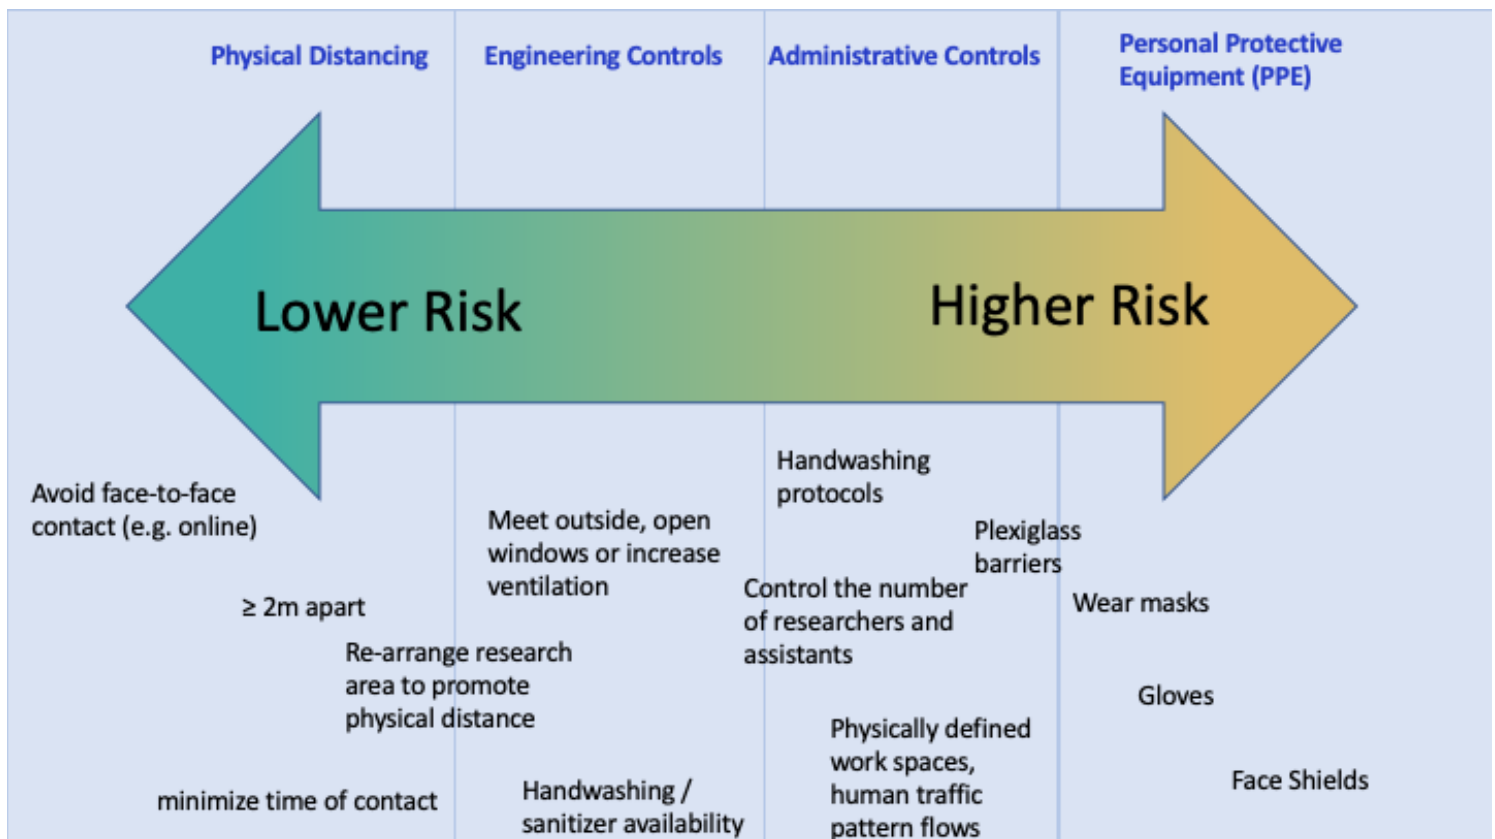 Physical Distancing
Engineering Controls
Administrative Controls
Personal Protective
Equipment (PPE)
Lower Risk
Higher Risk
Avoid face-to-face
contact (e.g. online)
≥ 2m apart
Re-arrange research
area to promote
physical distance
minimize time of contact
Meet outside, open
windows or increase
ventilation
Handwashing /
sanitizer availability
Handwashing
protocols
Plexiglass
barriers
Control the number
of researchers and
assistants
Physically defined
work spaces,
human traffic
pattern flows
Wear masks
Gloves
Face Shields